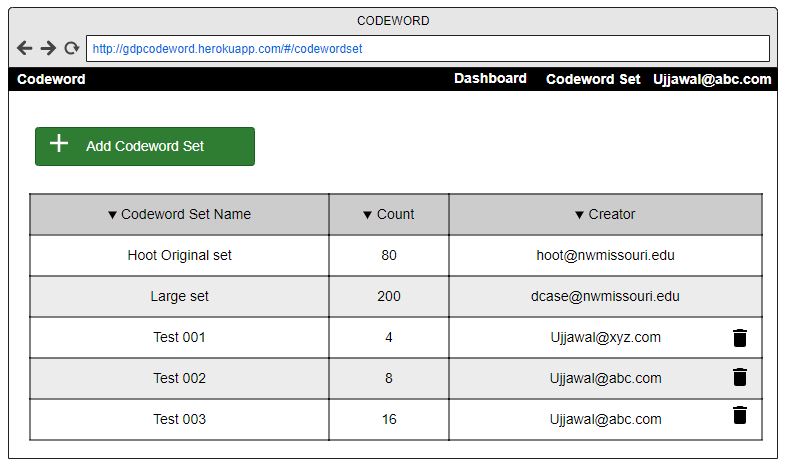 CODEWORD
http://gdpcodeword.herokuapp.com/#/codewordset
Codeword Dashboard Codeword Set Ujjawal@abc.com
Add Codeword Set
Codeword Set Name Count Creator
Hoot Original set 80 hoot@nwmissouri.edu
Large set 200 dcase@nwmissouri.edu
Test 001 4 Ujjawal@xyz.com
Test 002 8 Ujjawal@abc.com
Test 003 16 Ujjawal@abc.com